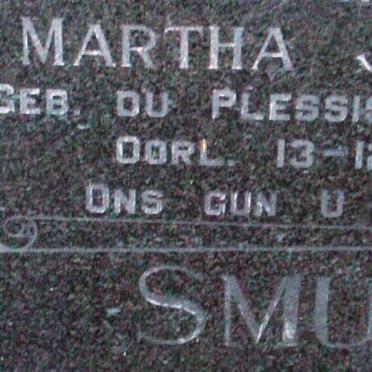 MARTHA
GEB. DU PLESSIS
OORL. 13-12
ONS GUN U
SMU